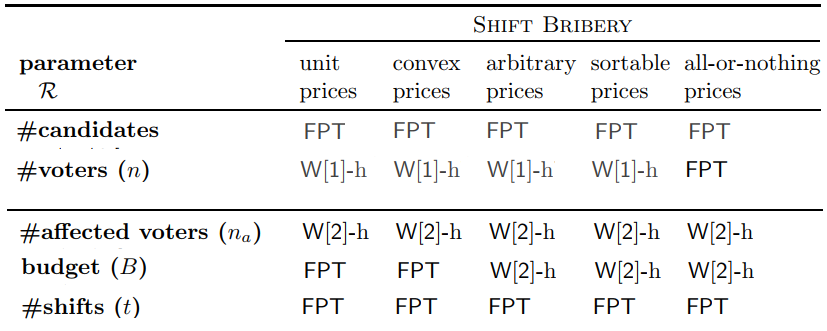 SHIFT BRIBERY
parameter unit convex arbitrary sortable all-or-nothing
R prices prices prices prices prices
#candidates FPT FPT FPT FPT FPT
#voters (n) W[1]-h W[1]-h W[1]-h W[1]-h FPT
#affected voters (nₐ) W[2]-h W[2]-h W[2]-h W[2]-h W[2]-h
budget (B) FPT FPT W[2]-h W[2]-h W[2]-h
#shifts (t) FPT FPT FPT FPT FPT